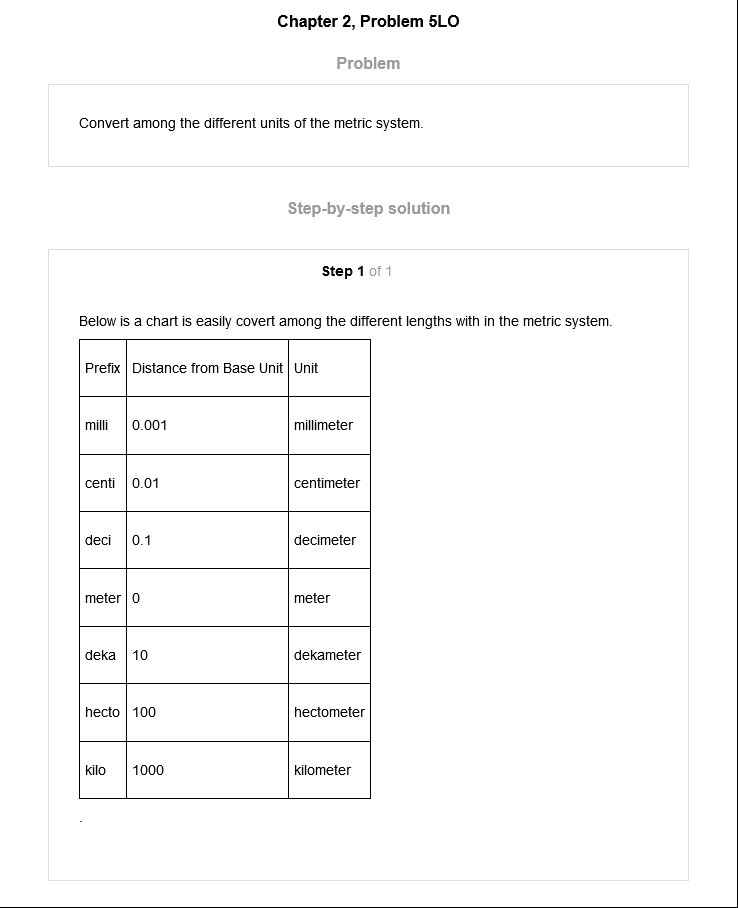 Chapter 2, Problem 5LO
Problem
Convert among the different units of the metric system.
Step-by-step solution
Step 1 of 1
Below is a chart is easily covert among the different lengths with in the metric system.
Prefix Distance from Base Unit Unit
milli 0.001 millimeter
centi 0.01 centimeter
deci 0.1 decimeter
meter 0 meter
deka 10 dekameter
hecto 100 hectometer
kilo 1000 kilometer
.